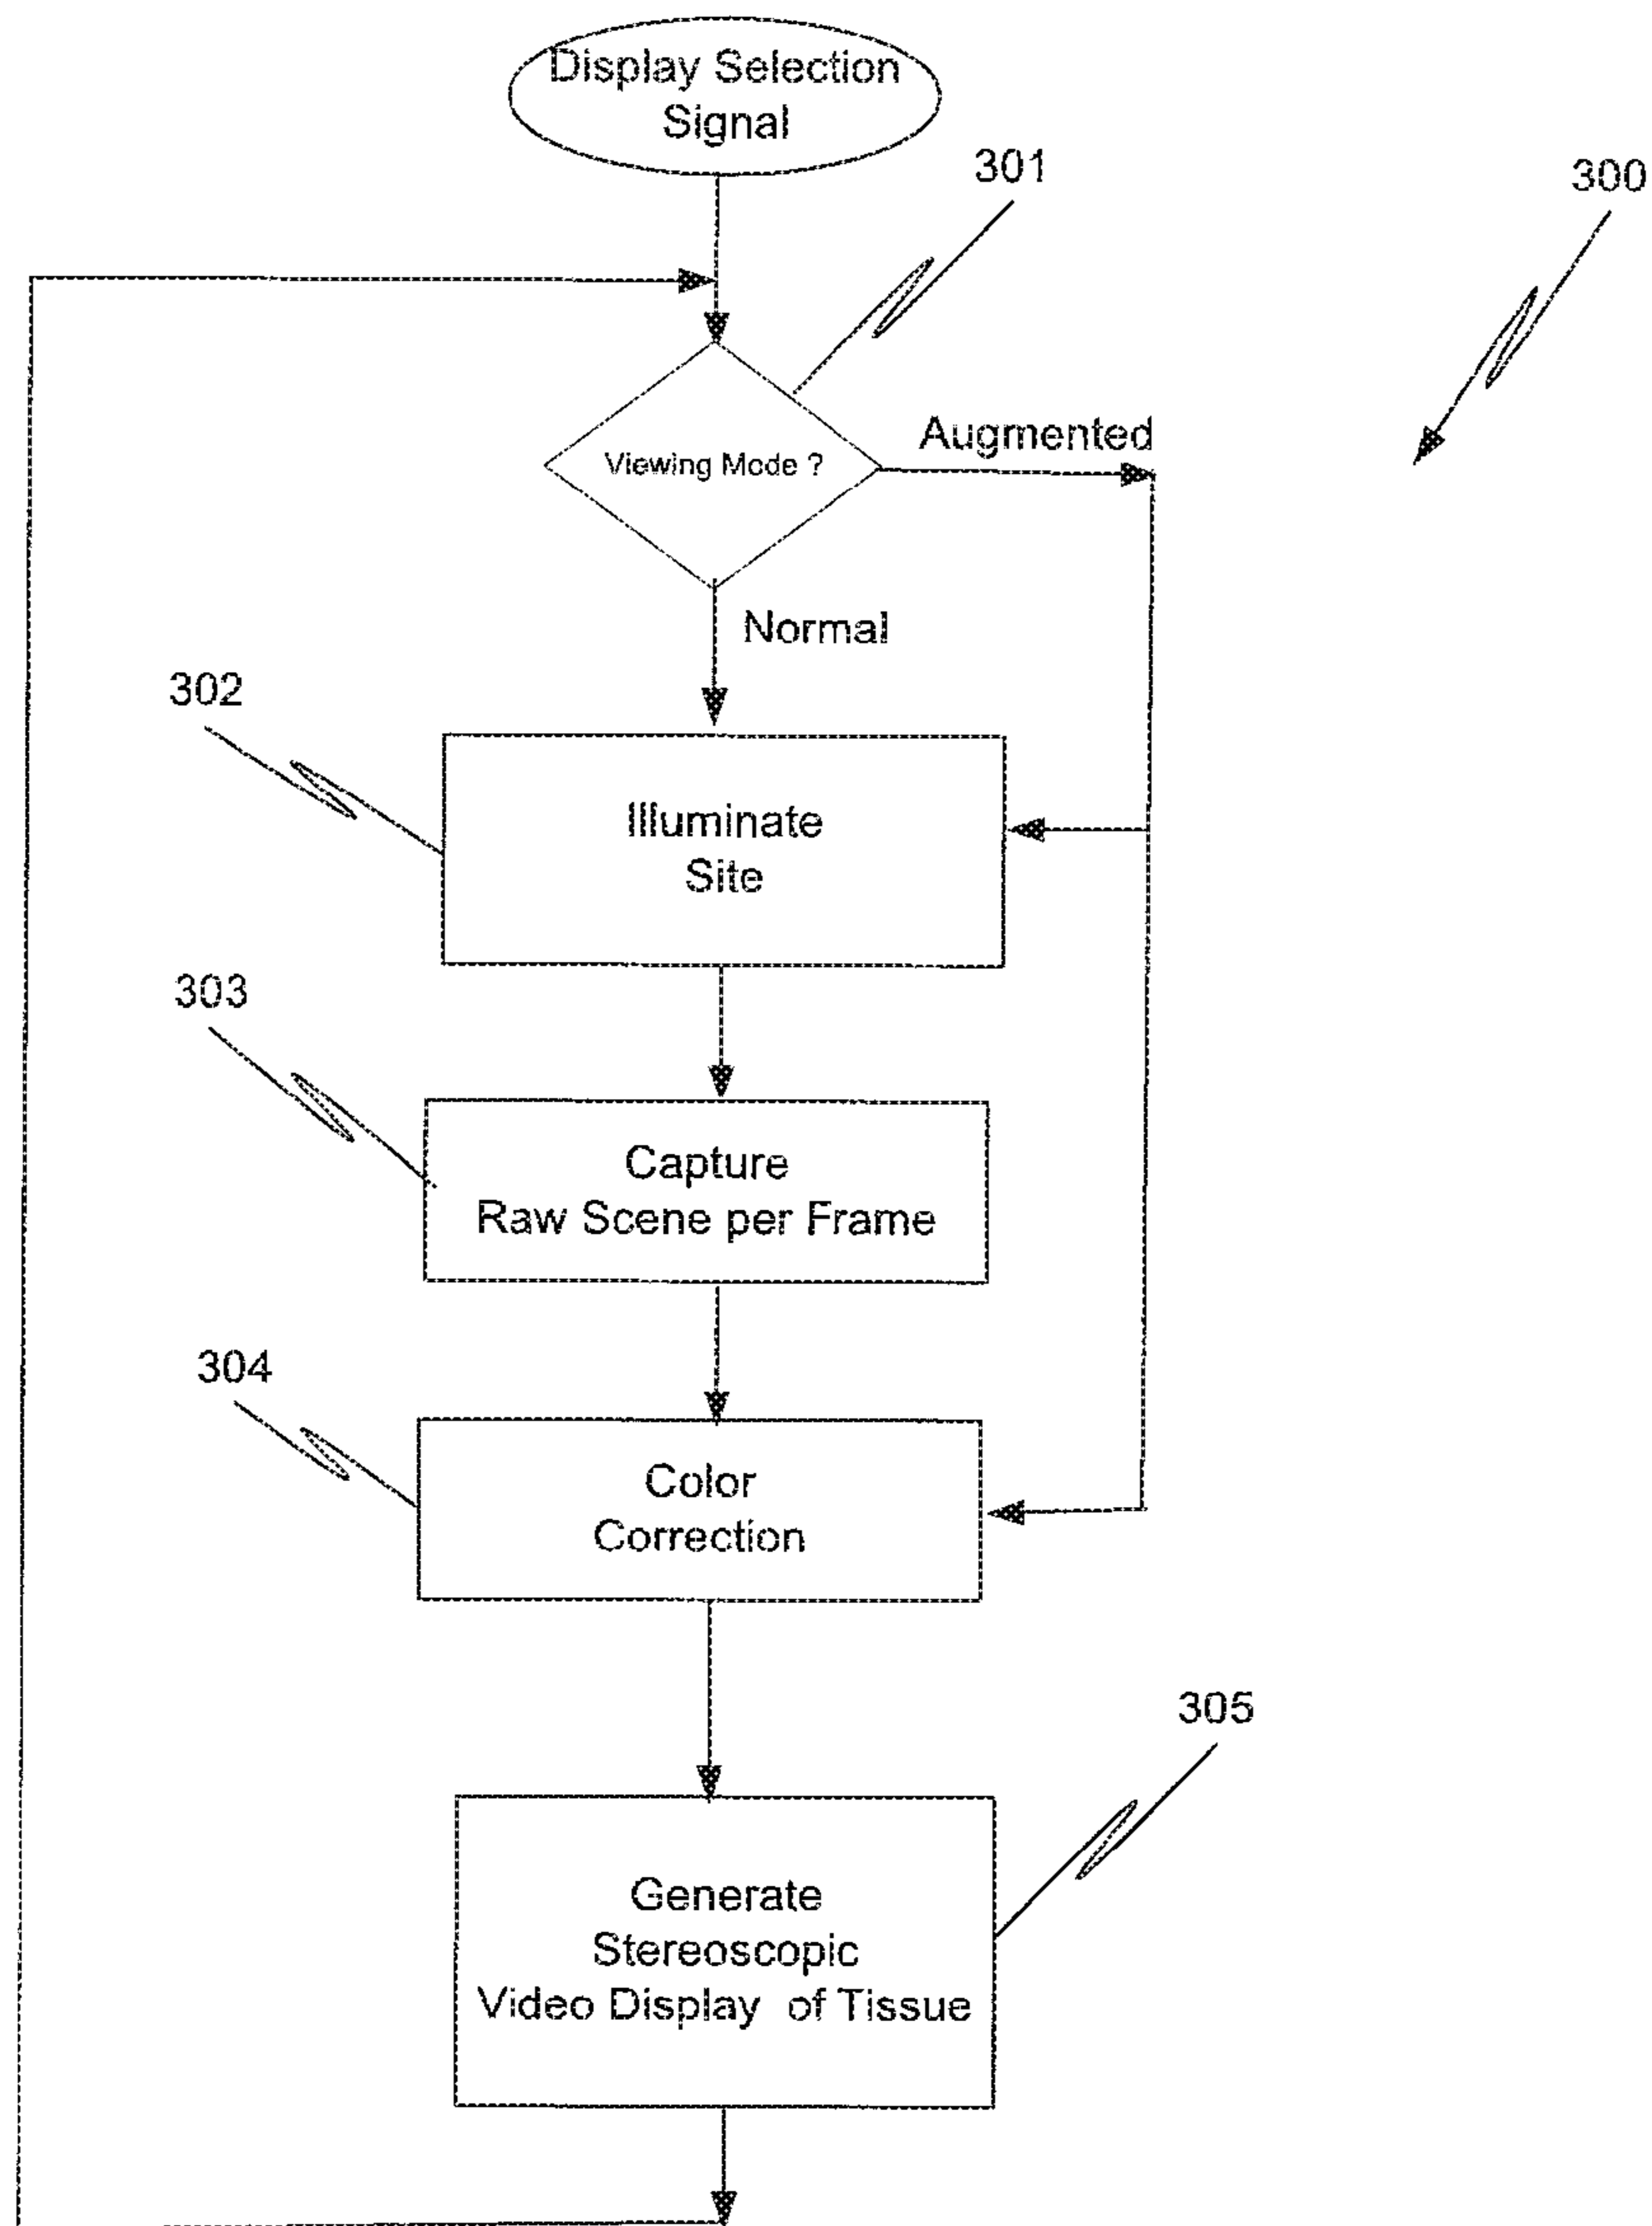 Display Selection
Signal
301
300
Viewing Mode ?
Augmented
Normal
302
Illuminate
Site
303
Capture
Raw Scene per Frame
304
Color
Correction
305
Generate
Stereoscopic
Video Display of Tissue